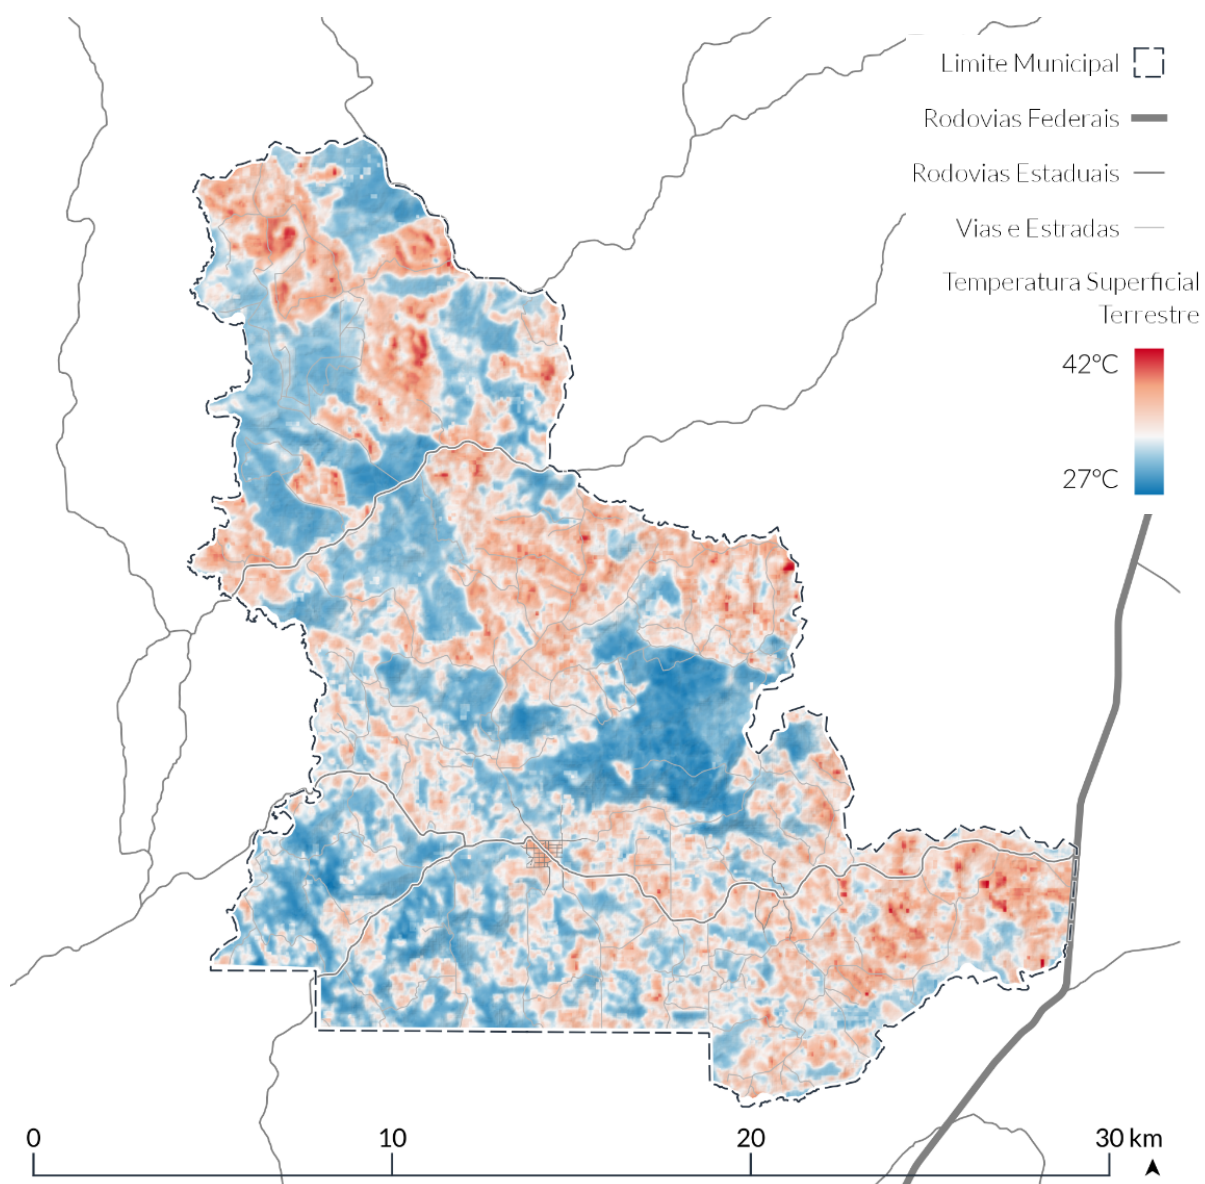 Limite Municipal
Rodovias Federais
Rodovias Estaduais
Vias e Estradas
Temperatura Superficial
Terrestre
42°C
27°C
0 10 20 30 km